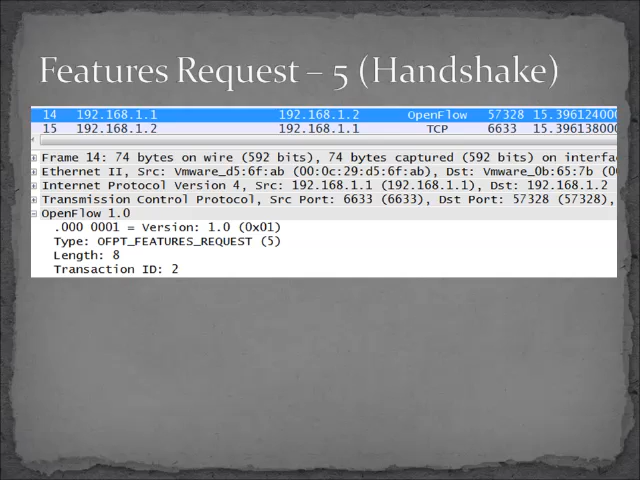 Features Request – 5 (Handshake)
14 192.168.1.1 192.168.1.2 OpenFlow 57328 15.396124000
15 192.168.1.2 192.168.1.1 TCP 6633 15.396138000
Frame 14: 74 bytes on wire (592 bits), 74 bytes captured (592 bits) on interfa
Ethernet II, Src: Vmware_d5:6f:ab (00:0c:29:d5:6f:ab), Dst: Vmware_0b:65:7b (0
Internet Protocol Version 4, Src: 192.168.1.1 (192.168.1.1), Dst: 192.168.1.2
Transmission Control Protocol, Src Port: 6633 (6633), Dst Port: 57328 (57328),
OpenFlow 1.0
.000 0001 = Version: 1.0 (0x01)
Type: OFPT_FEATURES_REQUEST (5)
Length: 8
Transaction ID: 2